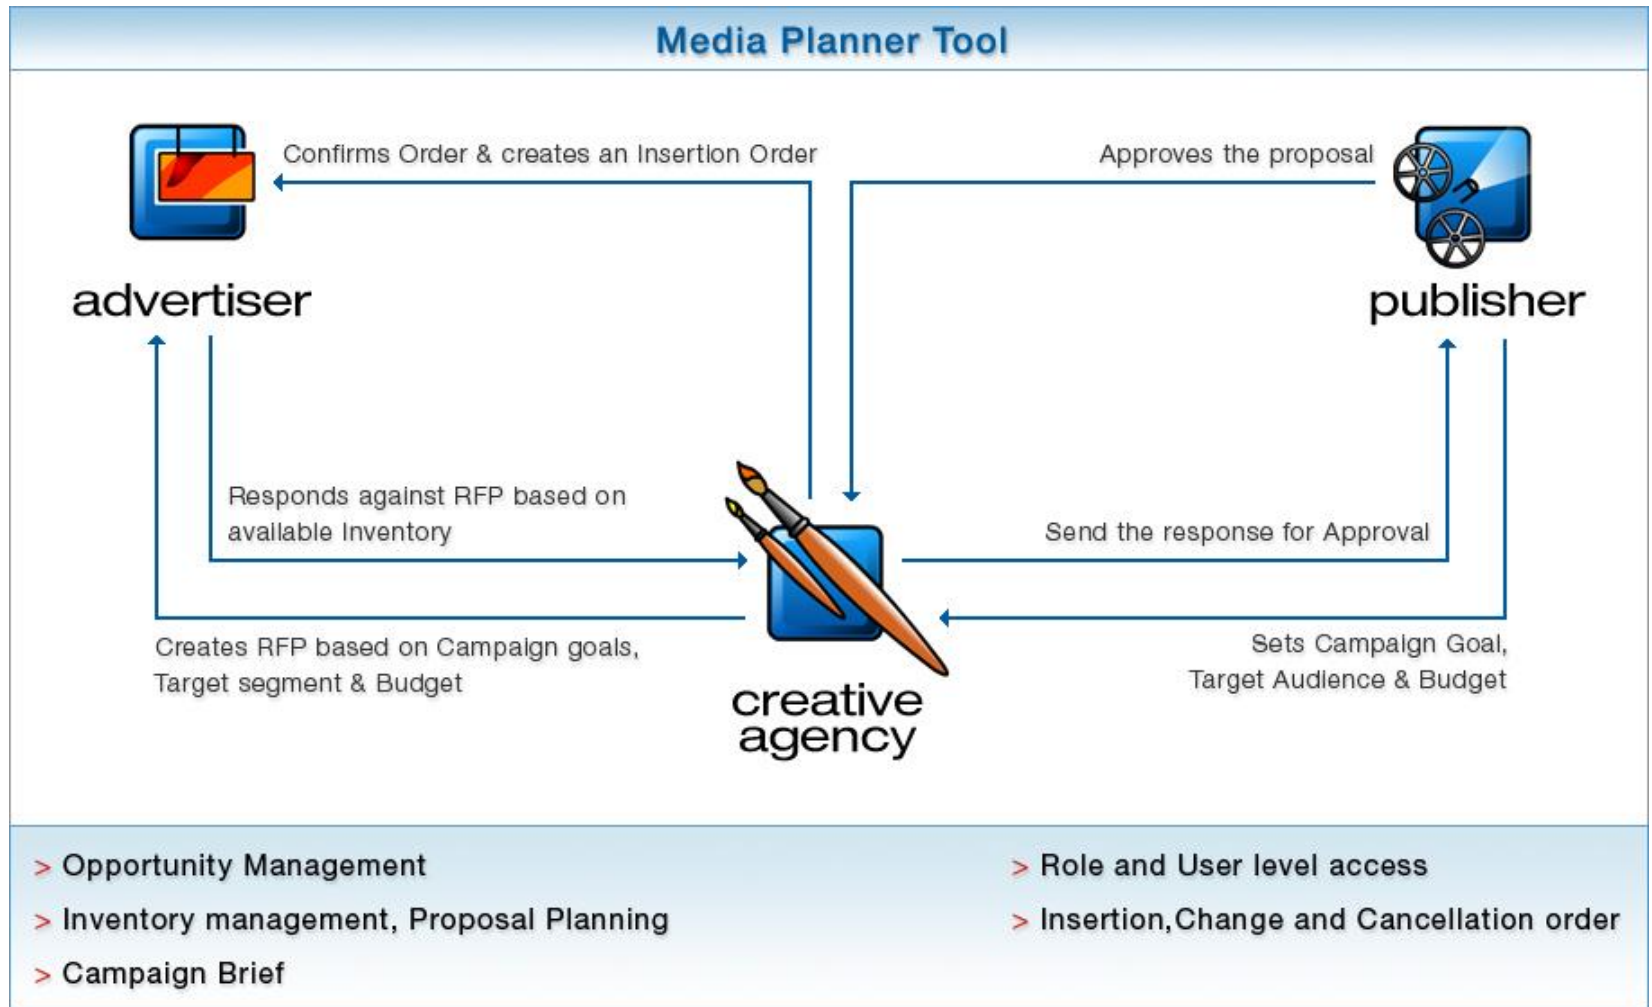 Media Planner Tool
Confirms Order & creates an Insertion Order
Approves the proposal
advertiser
publisher
Responds against RFP based on
available Inventory
Send the response for Approval
Creates RFP based on Campaign goals,
Target segment & Budget
Sets Campaign Goal,
Target Audience & Budget
creative
agency
> Opportunity Management
> Inventory management, Proposal Planning
> Campaign Brief
> Role and User level access
> Insertion,Change and Cancellation order